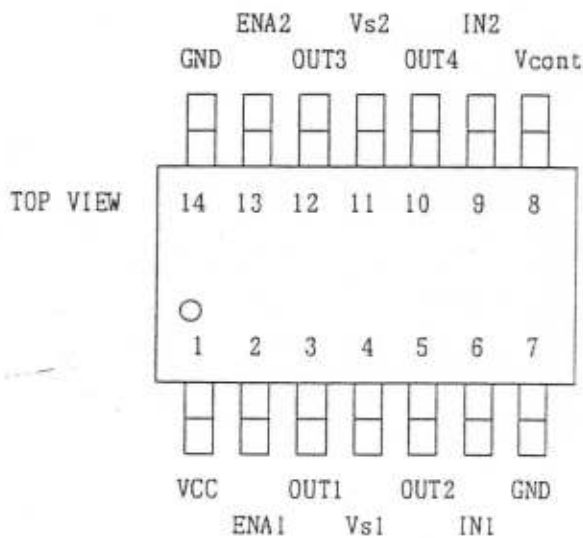 ENA2 Vs2 IN2
GND OUT3 OUT4 Vcont
TOP VIEW 14 13 12 11 10 9 8
1 2 3 4 5 6 7
VCC OUT1 OUT2 GND
ENA1 Vs1 IN1